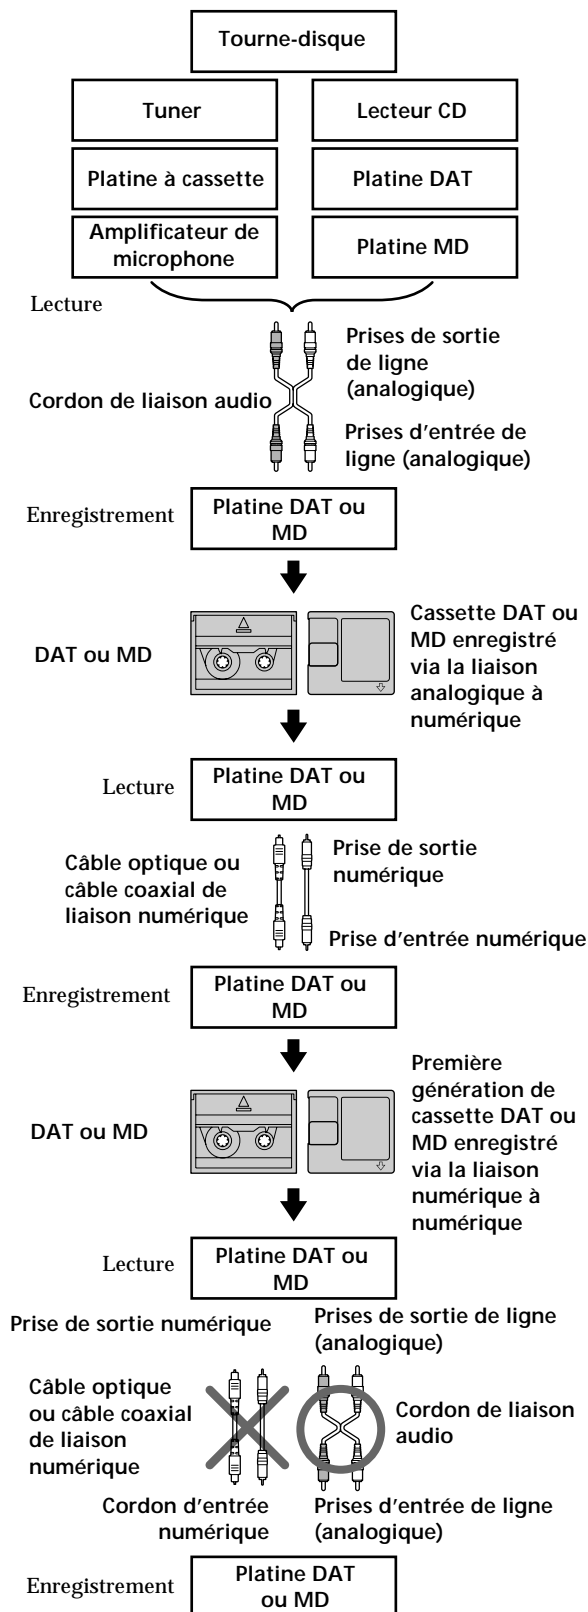 Tourne-disque
Tuner
Lecteur CD
Platine à cassette
Platine DAT
Amplificateur de
microphone
Platine MD
Lecture
Prises de sortie
de ligne
(analogique)
Cordon de liaison audio
Prises d'entrée de
ligne (analogique)
Enregistrement
Platine DAT ou
MD
DAT ou MD
Cassette DAT ou
MD enregistré
via la liaison
analogique à
numérique
Lecture
Platine DAT ou
MD
Câble optique ou
câble coaxial de
liaison numérique
Prise de sortie
numérique
Prise d'entrée numérique
Enregistrement
Platine DAT ou
MD
DAT ou MD
Première
génération de
cassette DAT ou
MD enregistré
via la liaison
numérique à
numérique
Lecture
Platine DAT ou
MD
Prise de sortie numérique
Prises de sortie de ligne
(analogique)
Câble optique
ou câble coaxial
de liaison
numérique
Cordon de liaison
audio
Cordon d'entrée
numérique
Prises d'entrée de ligne
(analogique)
Enregistrement
Platine DAT
ou MD